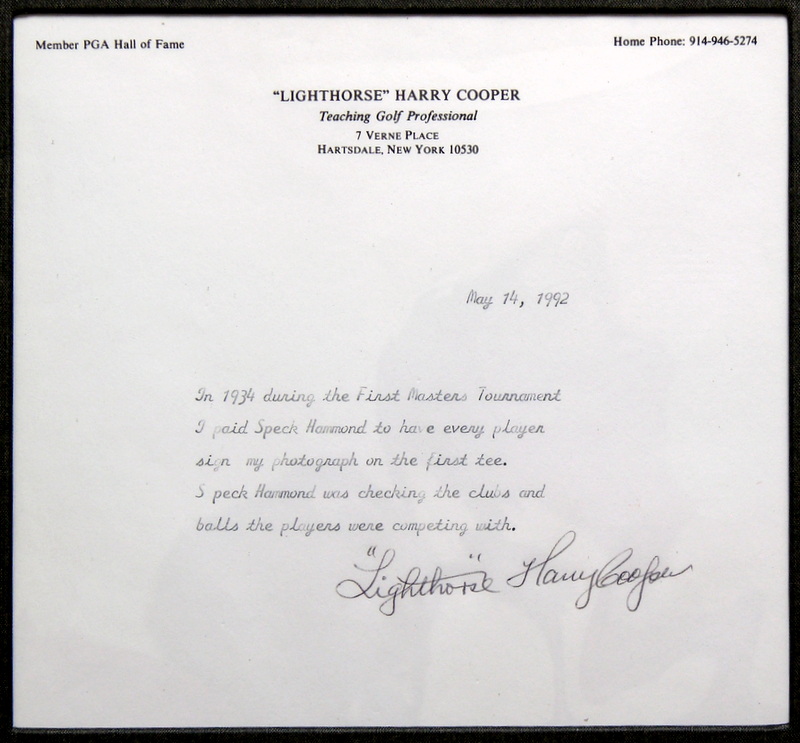 Member PGA Hall of Fame
Home Phone: 914-946-5274
"LIGHTHORSE" HARRY COOPER
Teaching Golf Professional
7 VERNE PLACE
HARTSDALE, NEW YORK 10530
May 14, 1992
In 1934 during the First Masters Tournament
I paid Speck Hammond to have every player
sign my photograph on the first tee.
S peck Hammond was checking the clubs and
balls the players were competing with.
"Lighthorse" Harry Cooper